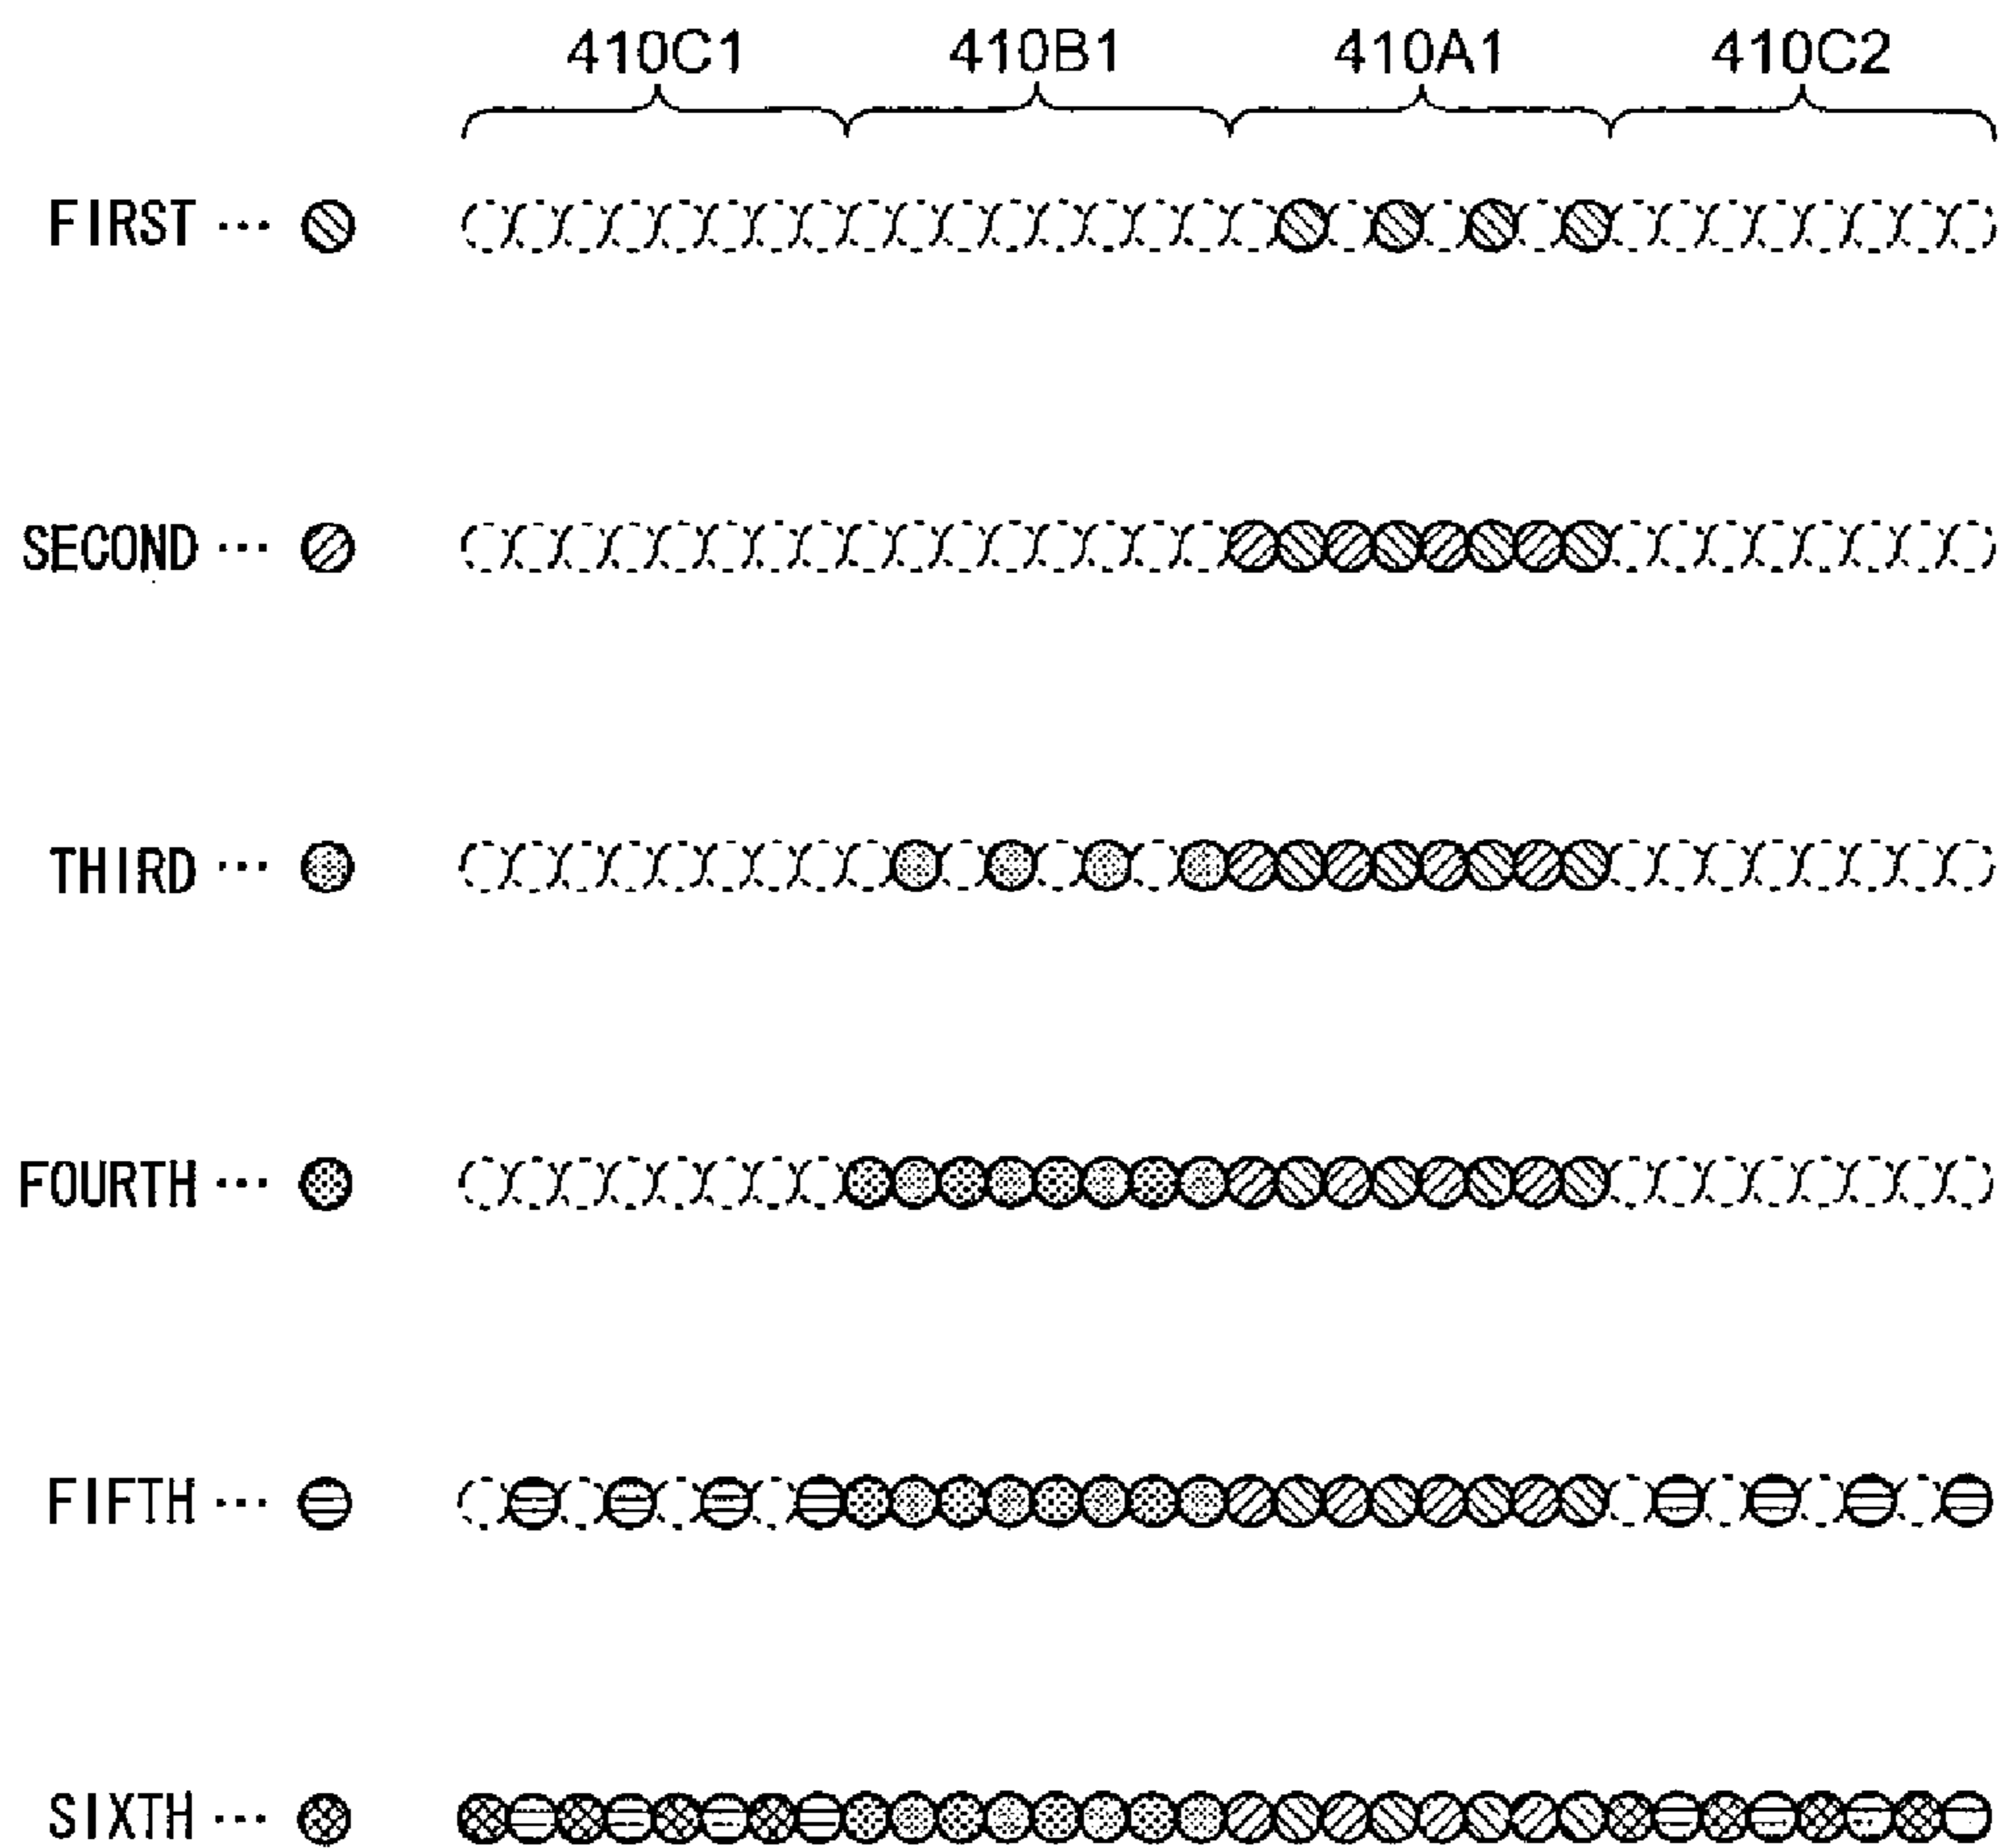 410C1 410B1 410A1 410C2
FIRST ...
SECOND ...
THIRD ...
FOURTH ...
FIFTH ...
SIXTH ...